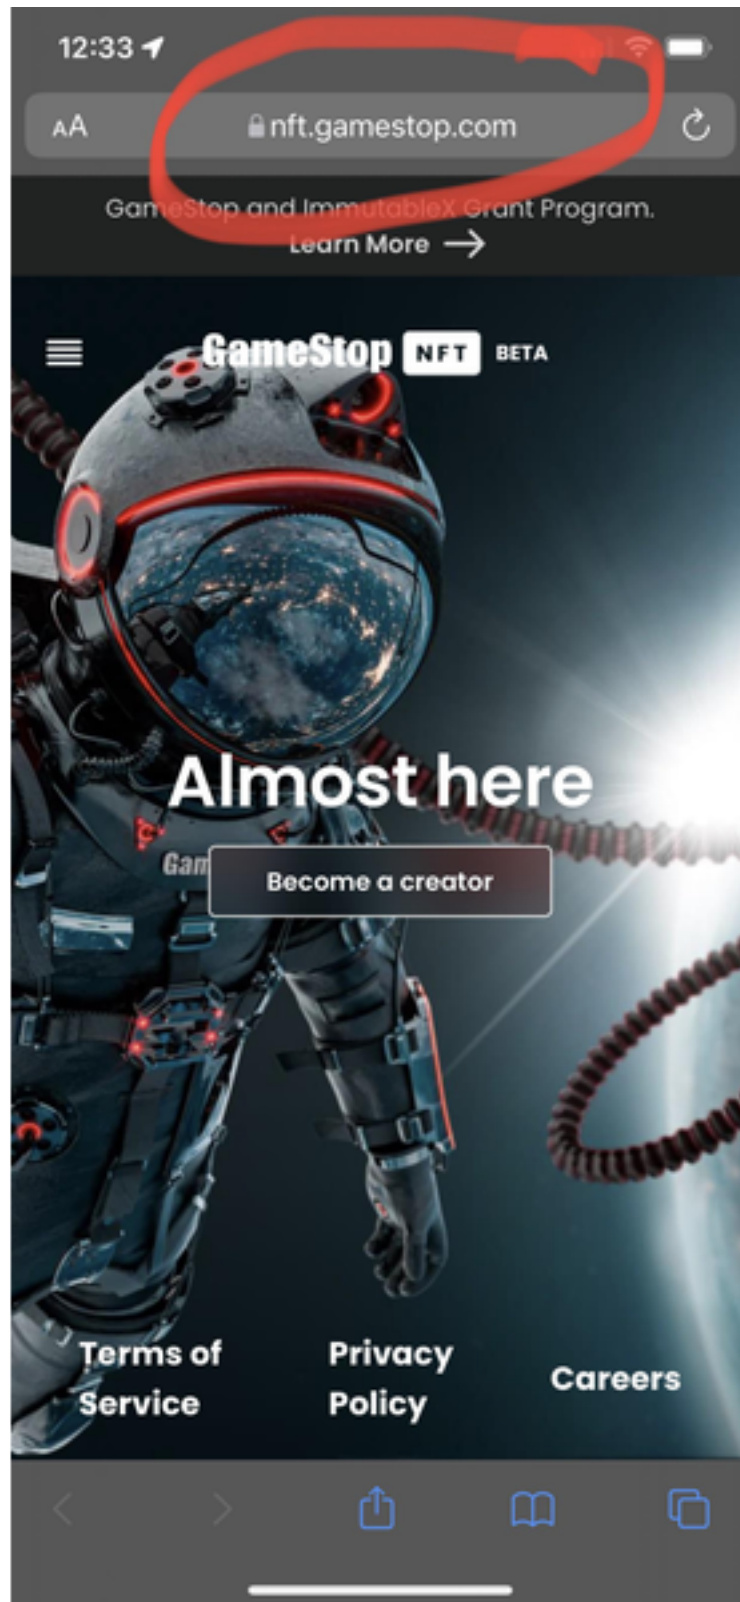 12:33
AA nft.gamestop.com
GameStop and ImmutableX Grant Program.
Learn More →
GameStop NFT BETA
Almost here
Gam
Become a creator
Terms of Service
Privacy Policy
Careers